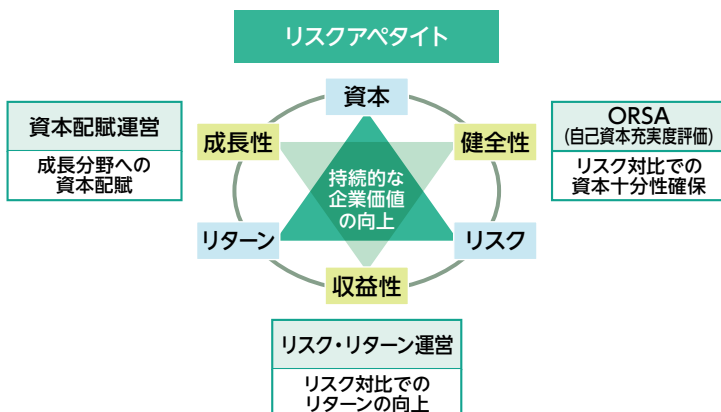 リスクアペタイト
資本
資本配賦運営
成長分野への
資本配賦
成長性
健全性
ORSA
(自己資本充実度評価)
リスク対比での
資本十分性確保
持続的な
企業価値
の向上
リターン
リスク
収益性
リスク・リターン運営
リスク対比での
リターンの向上